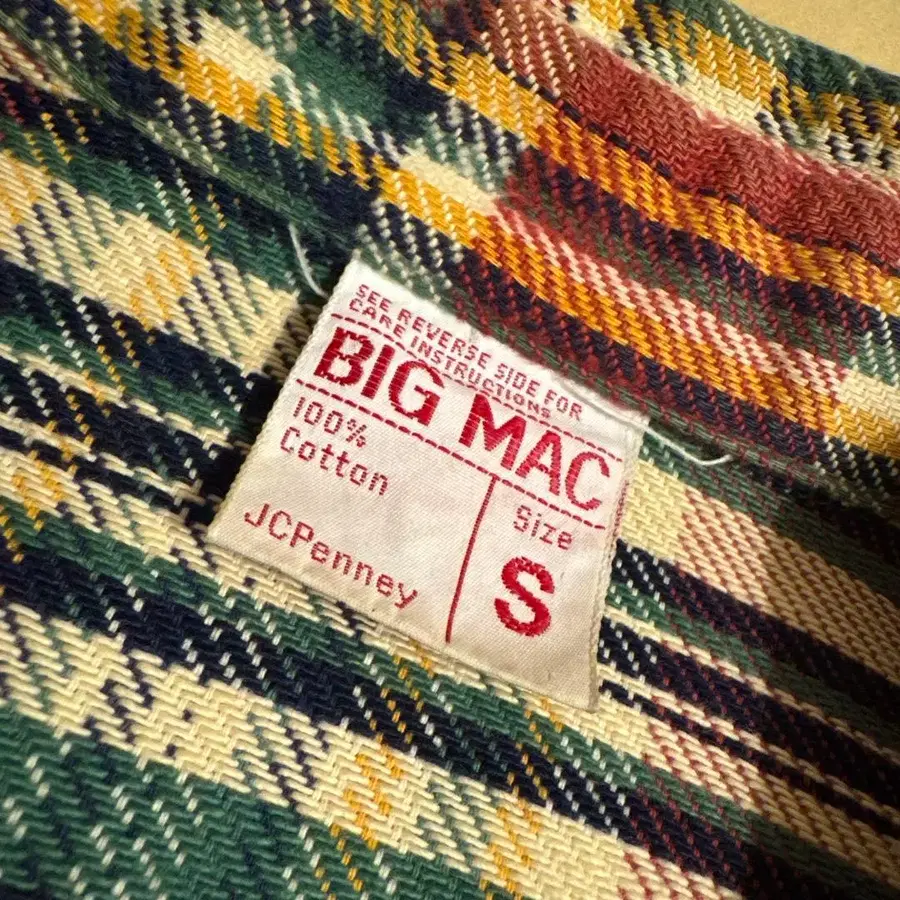 SEE REVERSE SIDE FOR
CARE INSTRUCTIONS
BIG MAC
100%
Cotton
JCPenney
Size
S